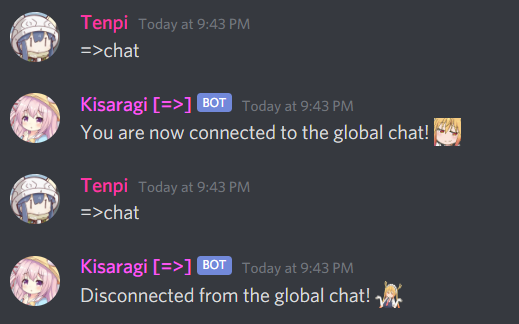 Tenpi Today at 9:43 PM
=>chat
Kisaragi [=>] BOT Today at 9:43 PM
You are now connected to the global chat!
Tenpi Today at 9:43 PM
=>chat
Kisaragi [=>] BOT Today at 9:43 PM
Disconnected from the global chat!